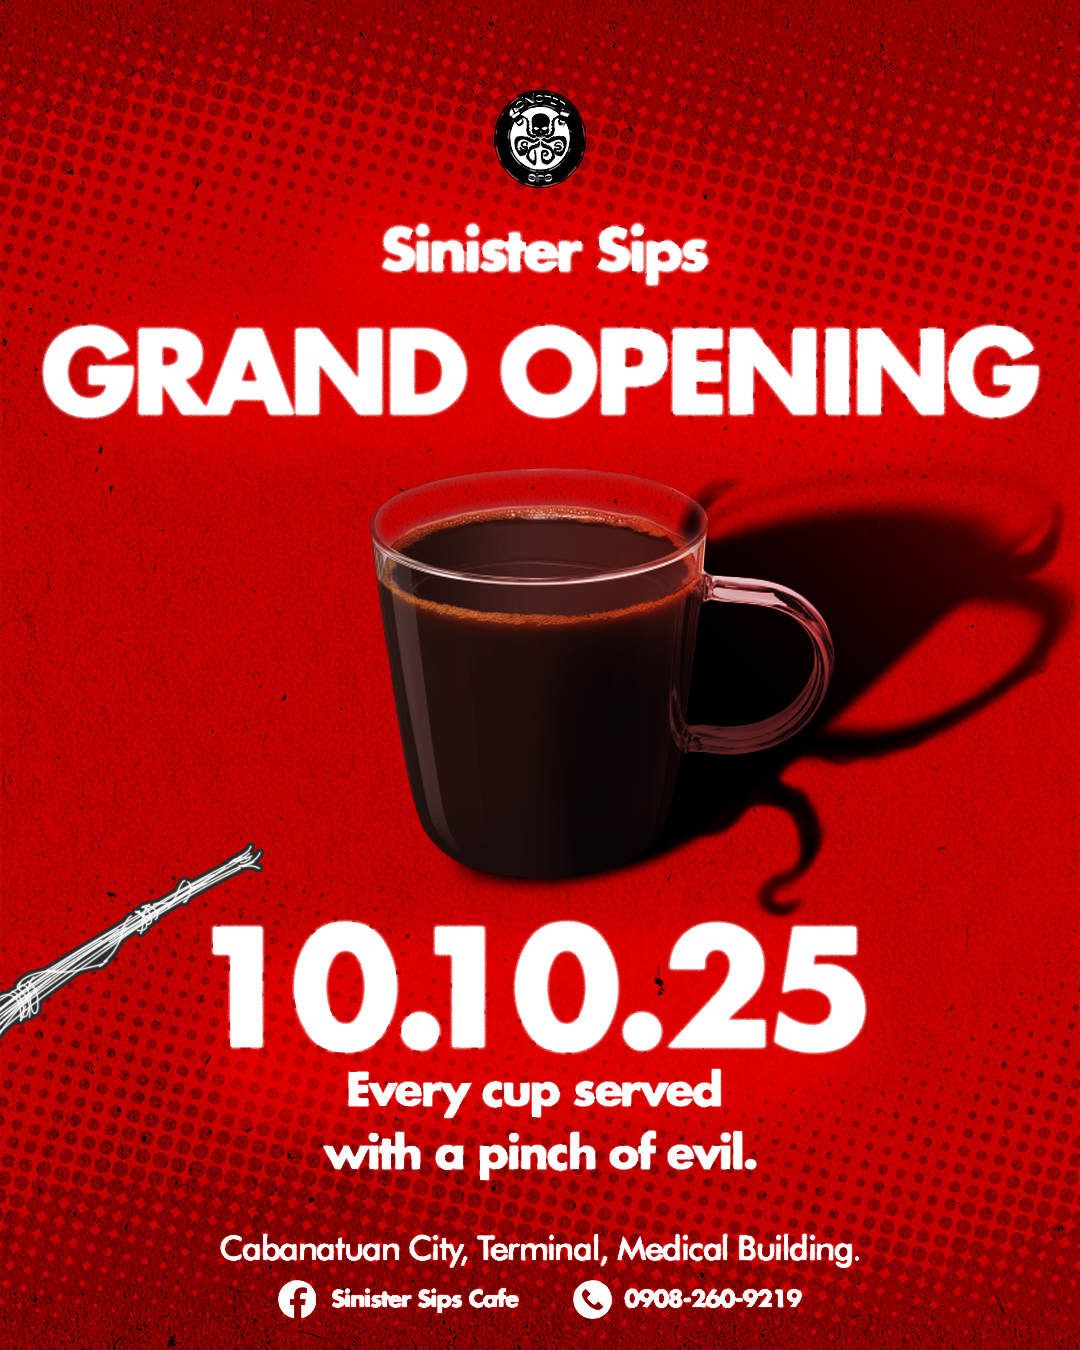 Sinister Sips
GRAND OPENING
10.10.25
Every cup served
with a pinch of evil.
Cabanatuan City, Terminal, Medical Building.
Sinister Sips Cafe
0908-260-9219